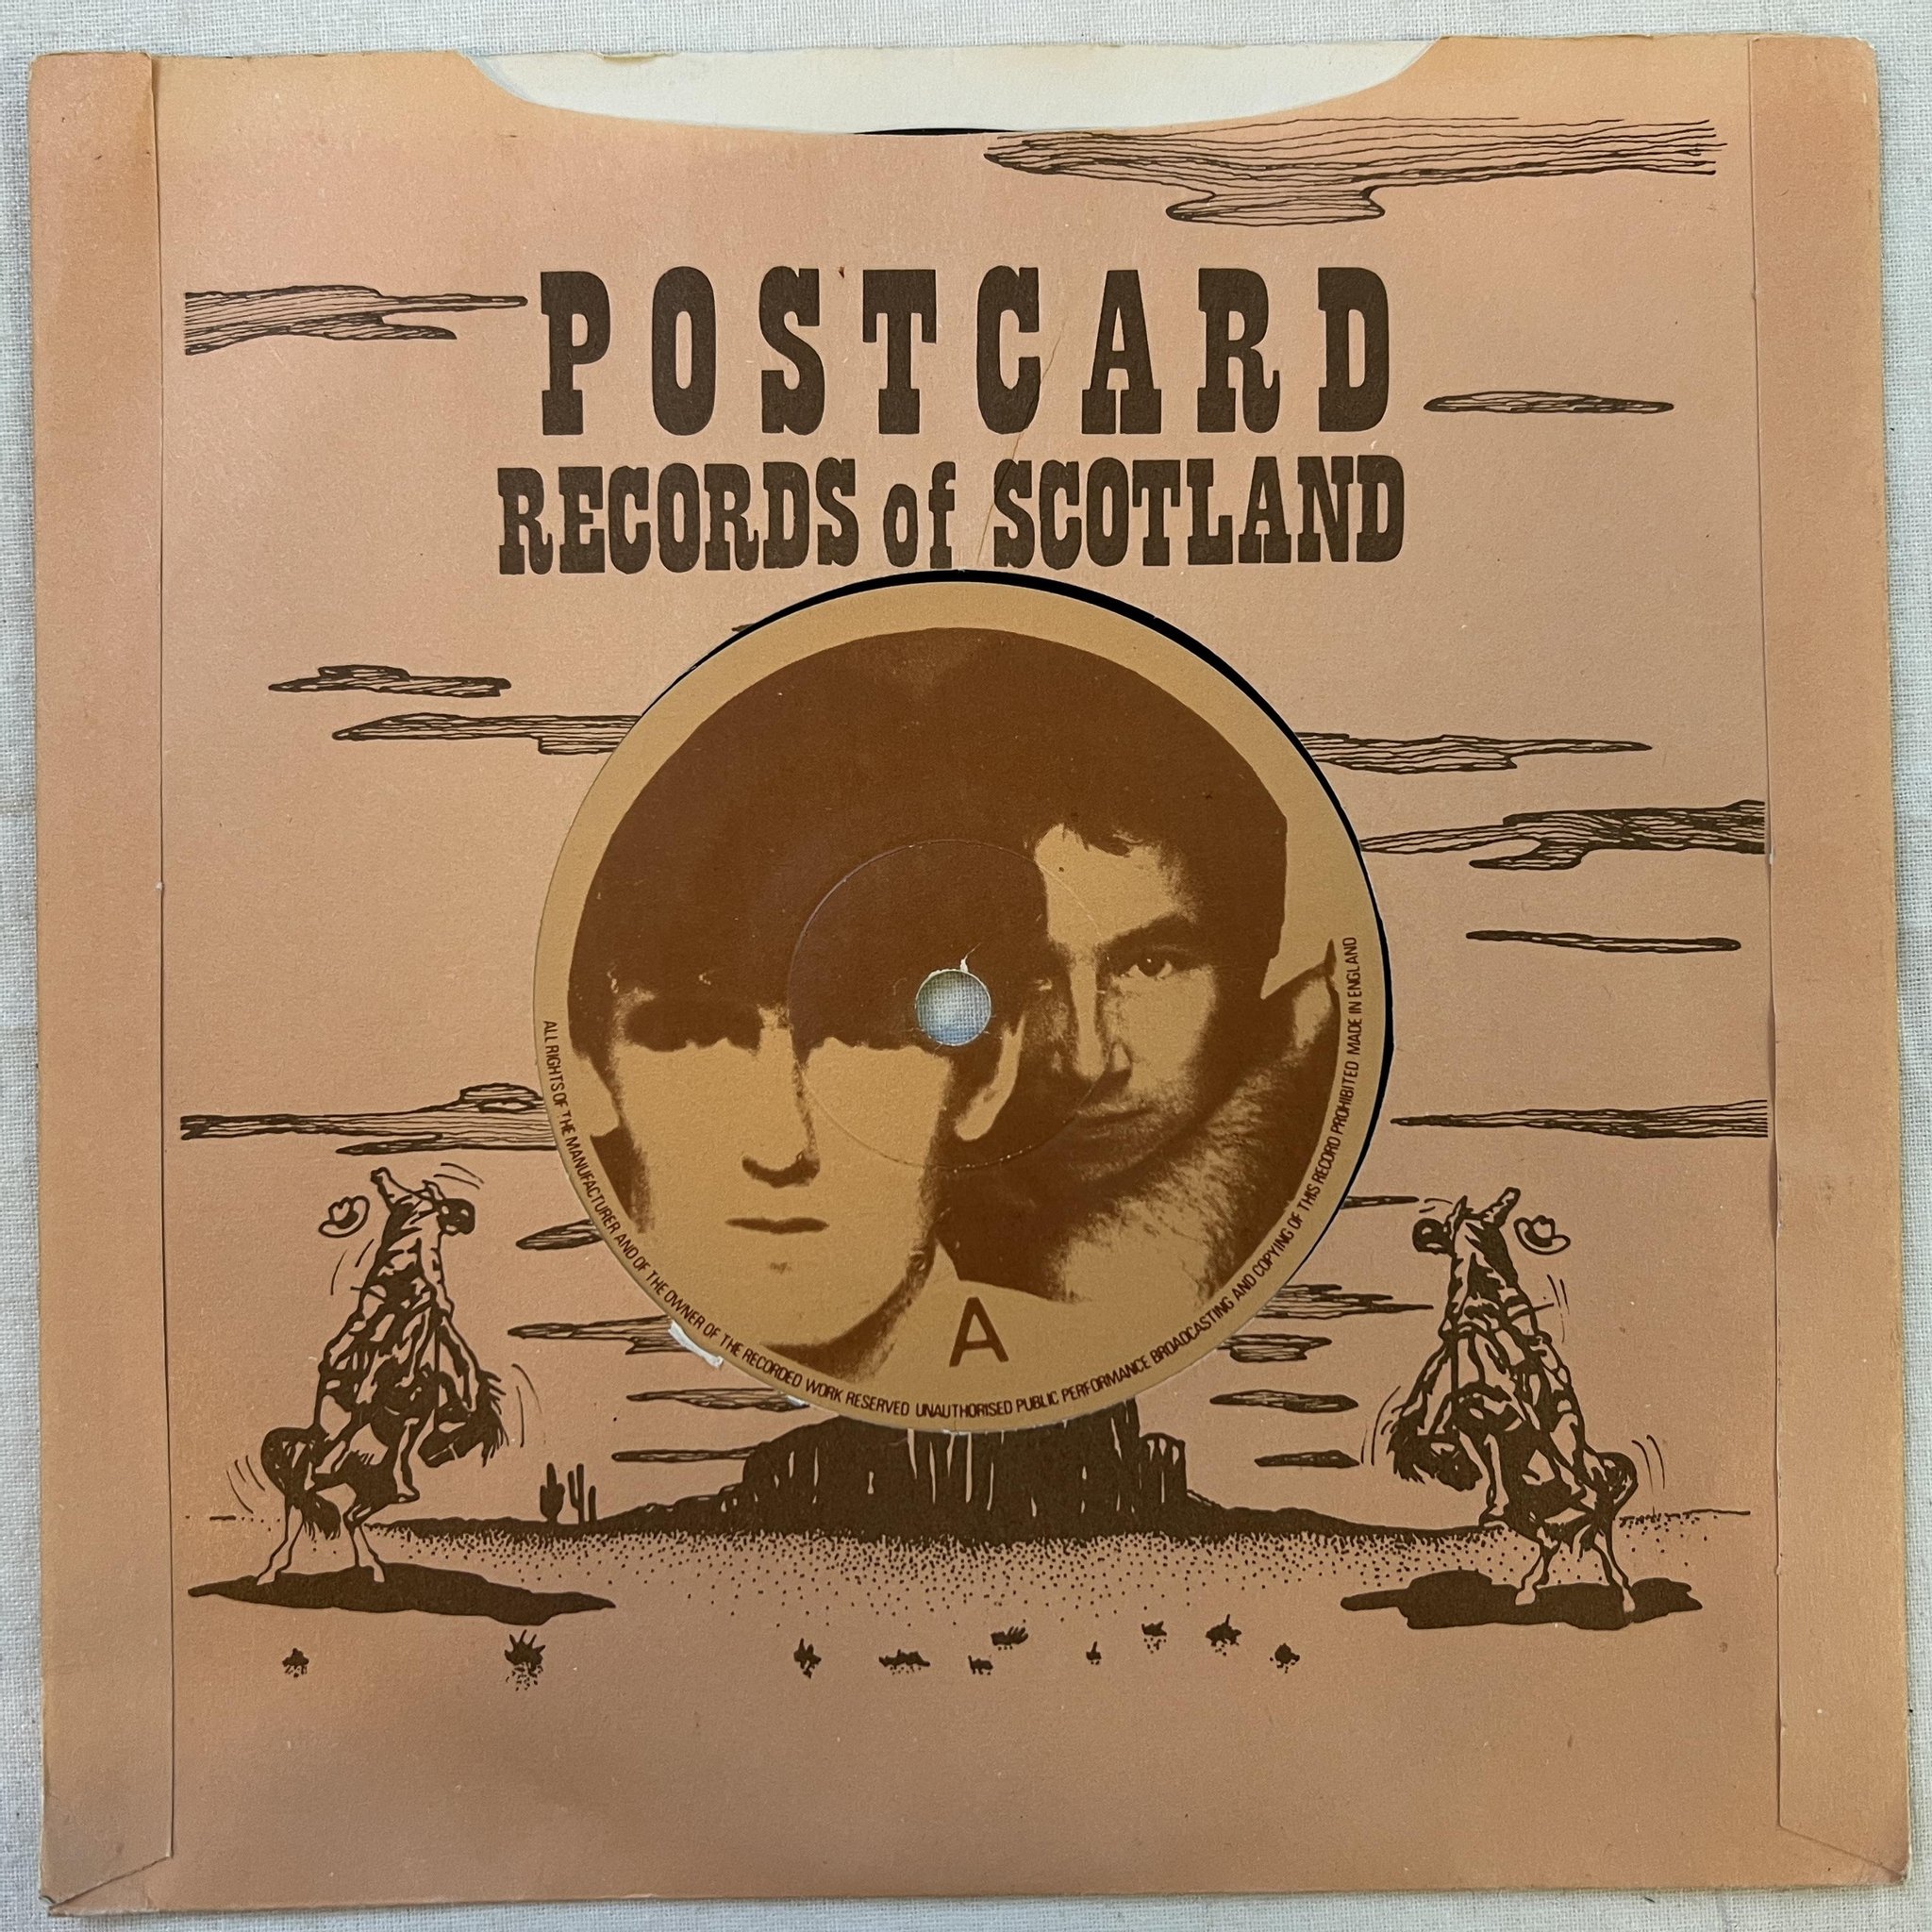 POSTCARD
RECORDS of SCOTLAND
A
ALL RIGHTS OF THE MANUFACTURER AND OF THE OWNER OF THE RECORDED WORK RESERVED UNAUTHORISED PUBLIC PERFORMANCE BROADCASTING AND COPYING OF THIS RECORD PROHIBITED MADE IN ENGLAND